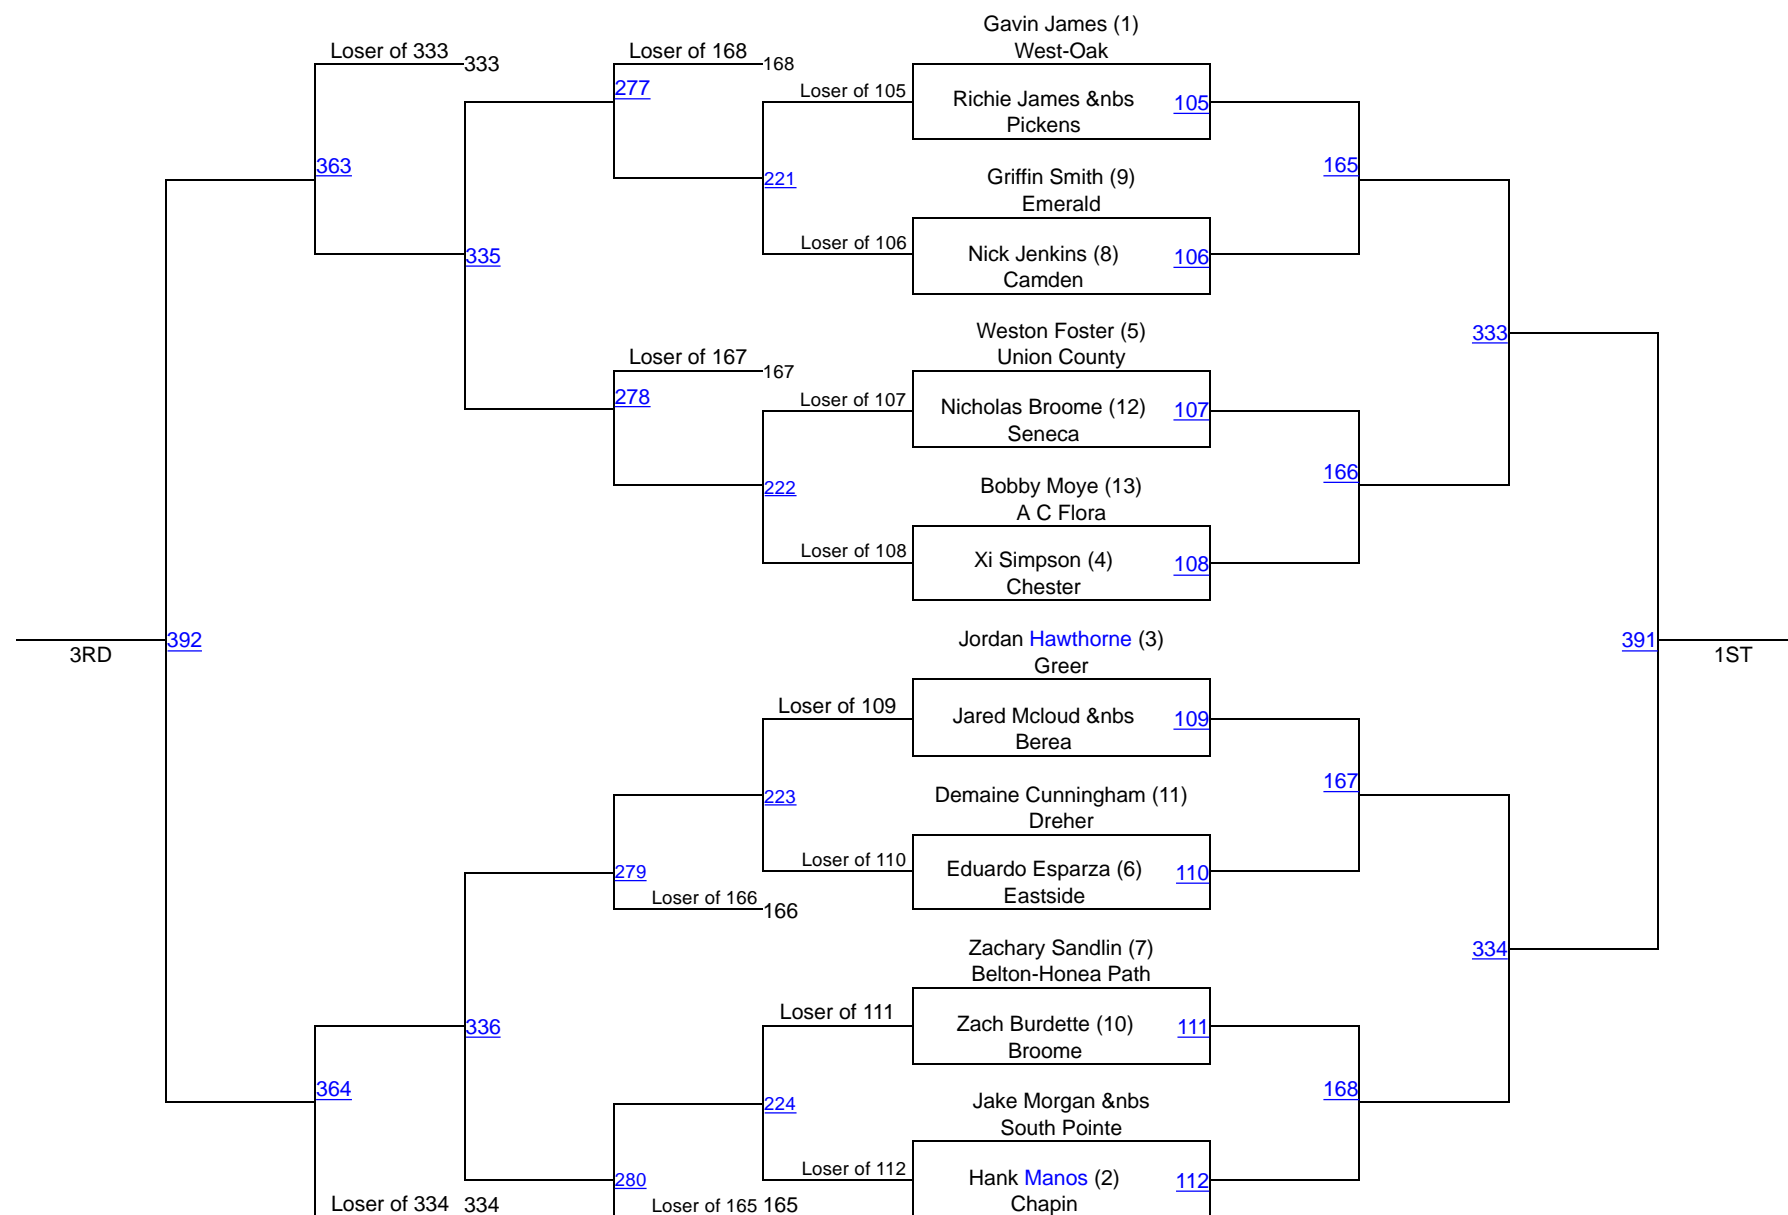 Gavin James (1)
Loser of 333
333
Loser of 168
168
West-Oak
277
Loser of 105
Richie James &nbs
105
Pickens
363
221
Griffin Smith (9)
165
Emerald
335
Loser of 106
Nick Jenkins (8)
106
Camden
Weston Foster (5)
333
Loser of 167
167
Union County
278
Loser of 107
Nicholas Broome (12)
107
Seneca
222
Bobby Moye (13)
166
A C Flora
Loser of 108
Xi Simpson (4)
108
Chester
392
Jordan Hawthorne (3)
391
3RD
Greer
1ST
Loser of 109
Jared Mcloud &nbs
109
Berea
223
Demaine Cunningham (11)
167
Dreher
279
Loser of 110
Eduardo Esparza (6)
110
Loser of 166
166
Eastside
Zachary Sandlin (7)
334
Belton-Honea Path
336
Loser of 111
Zach Burdette (10)
111
Broome
364
224
Jake Morgan &nbs
168
South Pointe
280
Loser of 112
Hank Manos (2)
112
Loser of 334
334
Loser of 165
165
Chapin